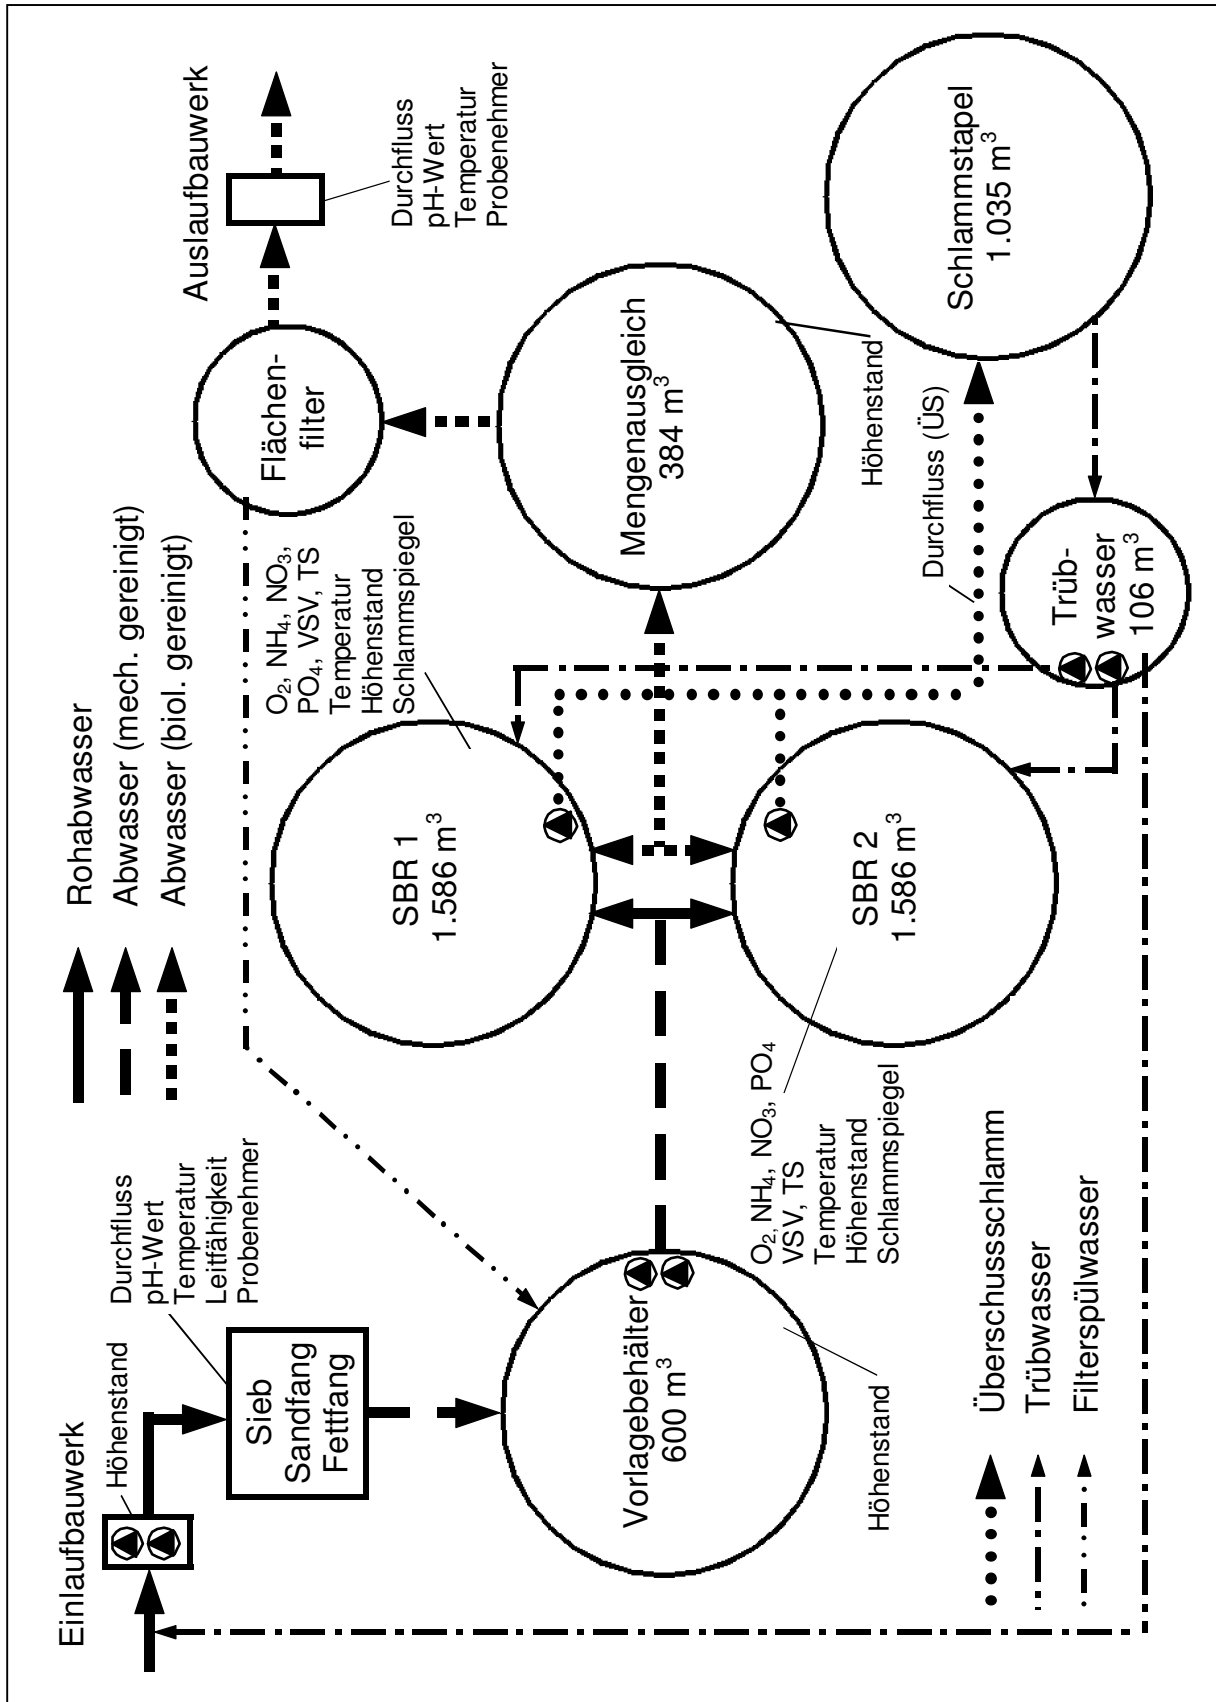 Einlaufbauwerk
Höhenstand
Durchfluss
pH-Wert
Temperatur
Leitfähigkeit
Probenehmer
Sieb
Sandfang
Fettfang
Rohabwasser
Abwasser (mech. gereinigt)
Abwasser (biol. gereinigt)
Auslaufbauwerk
Durchfluss
pH-Wert
Temperatur
Probenehmer
Flächen-
filter
O₂, NH₄, NO₃,
PO₄, VSV, TS
Temperatur
Höhenstand
Schlammspiegel
SBR 1
1.586 m³
Mengenausgleich
384 m³
Höhenstand
Vorlagebehälter
600 m³
Höhenstand
O₂, NH₄, NO₃, PO₄
VSV, TS
Temperatur
Höhenstand
Schlammspiegel
SBR 2
1.586 m³
Durchfluss (ÜS)
Schlammstapel
1.035 m³
Trüb-
wasser
106 m³
Überschussschlamm
Trübwasser
Filterspülwasser